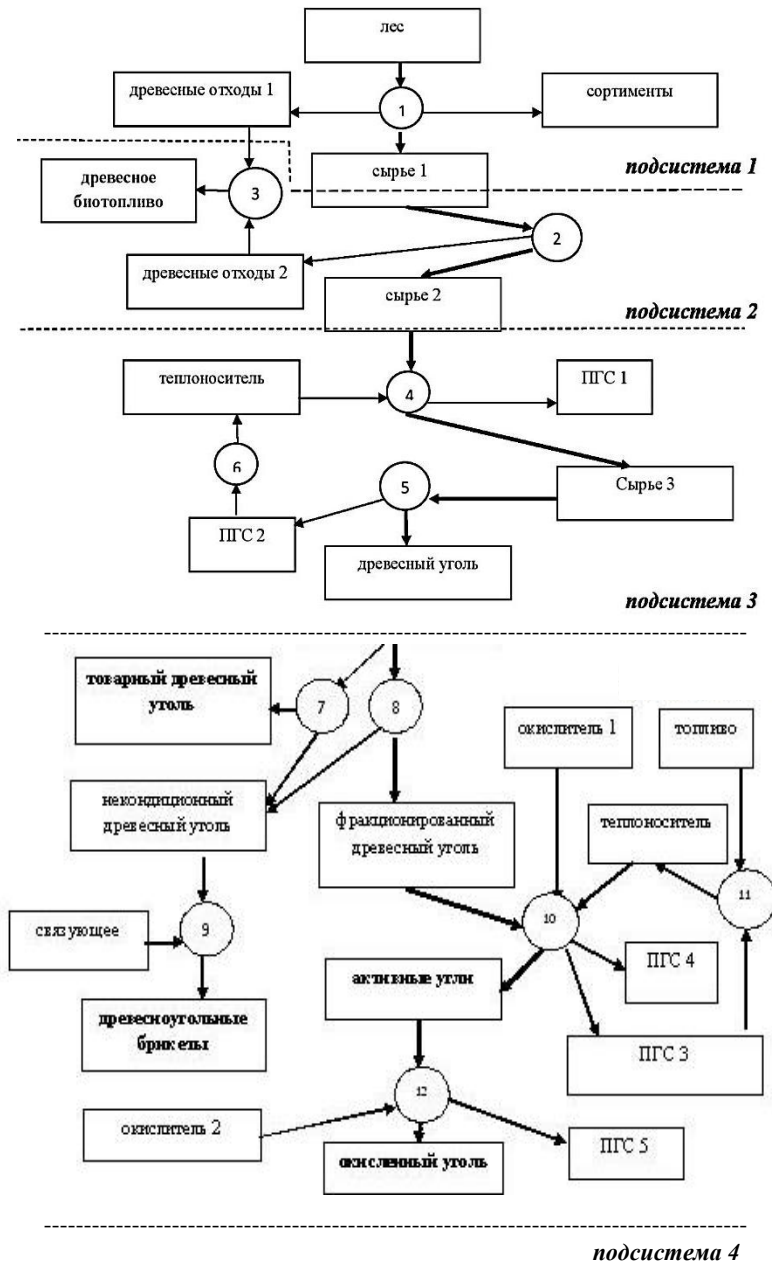 лес
древесные отходы 1
1
сортименты
подсистема 1
древесное
биотопливо
3
сырье 1
2
древесные отходы 2
сырье 2
подсистема 2
теплоноситель
4
ПГС 1
6
5
Сырье 3
ПГС 2
древесный уголь
подсистема 3
товарный древесный
уголь
7
8
окислитель 1
топливо
некондиционный
древесный уголь
фракционированный
древесный уголь
теплоноситель
11
связующее
9
10
активные угли
ПГС 4
древесноугольные
брикеты
ПГС 3
12
окислитель 2
окисленный уголь
ПГС 5
подсистема 4